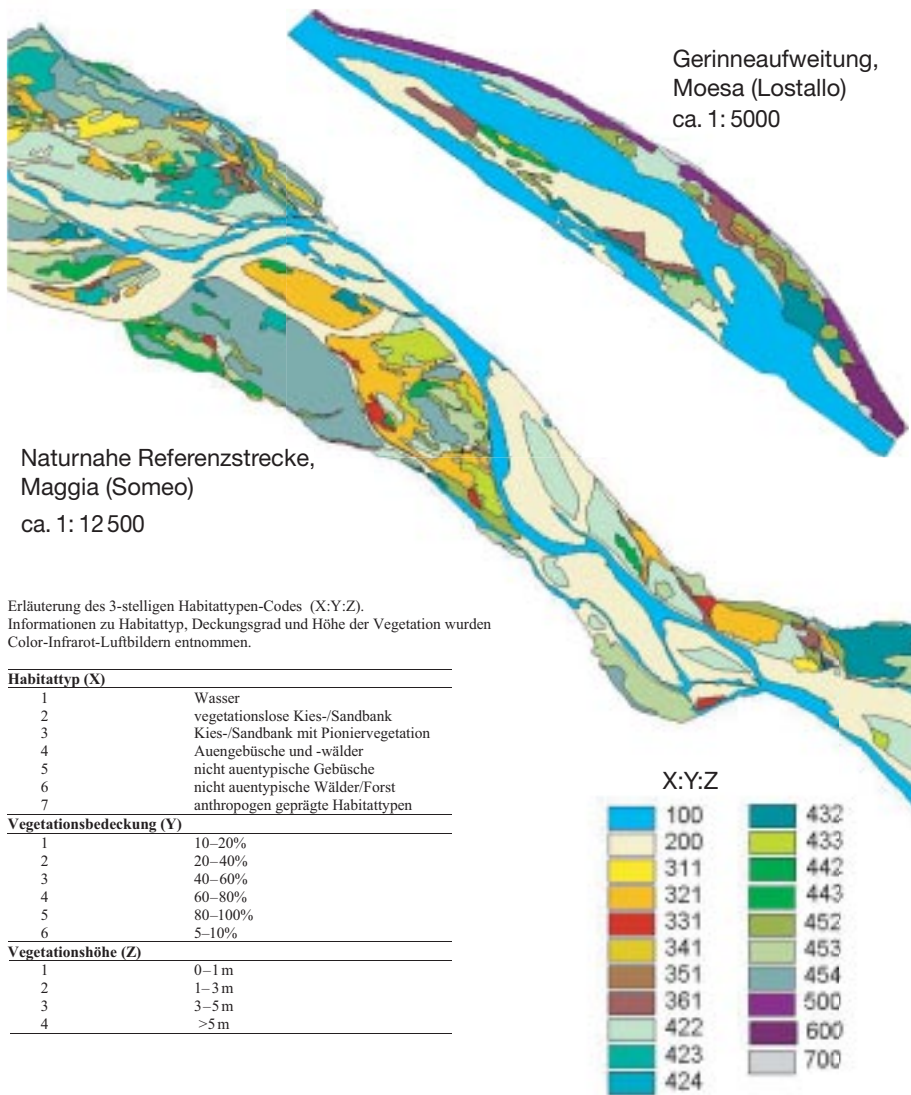 Gerinneaufweitung,
Moesa (Lostallo)
ca. 1: 5000
Naturnahe Referenzstrecke,
Maggia (Someo)
ca. 1: 12 500
Erläuterung des 3-stelligen Habitattypen-Codes (X:Y:Z).
Informationen zu Habitattyp, Deckungsgrad und Höhe der Vegetation wurden
Color-Infrarot-Luftbildern entnommen.
Habitattyp (X)
1 Wasser
2 vegetationslose Kies-/Sandbank
3 Kies-/Sandbank mit Pioniervegetation
4 Auengebüsche und -wälder
5 nicht auentypische Gebüsche
6 nicht auentypische Wälder/Forst
7 anthropogen geprägte Habitattypen
Vegetationsbedeckung (Y)
1 10–20%
2 20–40%
3 40–60%
4 60–80%
5 80–100%
6 5–10%
Vegetationshöhe (Z)
1 0–1 m
2 1–3 m
3 3–5 m
4 >5 m
X:Y:Z
100
200
311
321
331
341
351
361
422
423
424
432
433
442
443
452
453
454
500
600
700